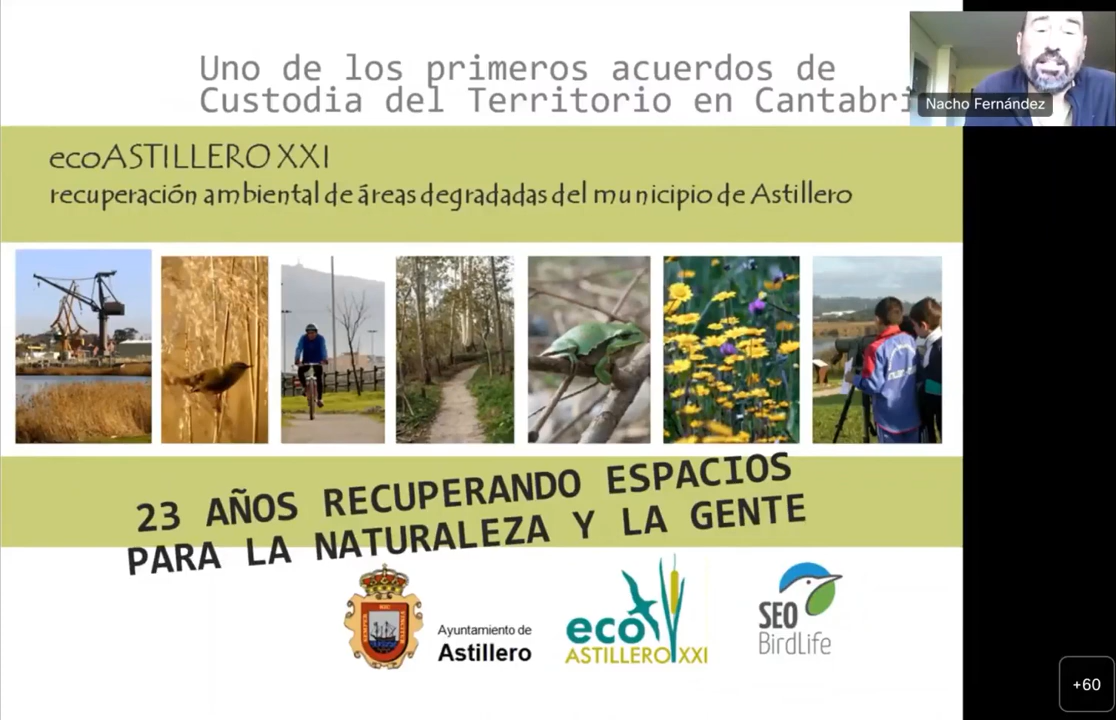 Uno de los primeros acuerdos de
Custodia del Territorio en Cantabri
Nacho Fernández
ecoASTILLERO XXI
recuperación ambiental de áreas degradadas del municipio de Astillero
23 AÑOS RECUPERANDO ESPACIOS
PARA LA NATURALEZA Y LA GENTE
Ayuntamiento de
Astillero
eco
ASTILLERO XXI
SEO
BirdLife
+60